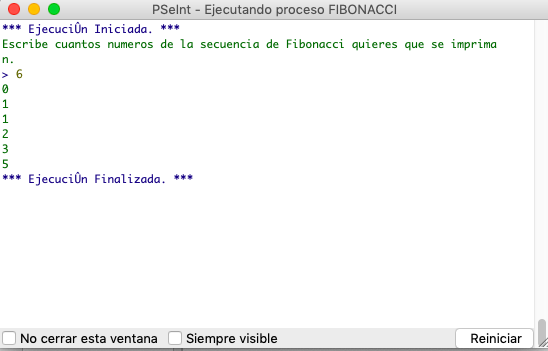 PSeInt - Ejecutando proceso FIBONACCI
*** EjecuciÛn Iniciada. ***
Escribe cuantos numeros de la secuencia de Fibonacci quieres que se imprima
n.
> 6
0
1
1
2
3
5
*** EjecuciÛn Finalizada. ***
No cerrar esta ventana Siempre visible Reiniciar